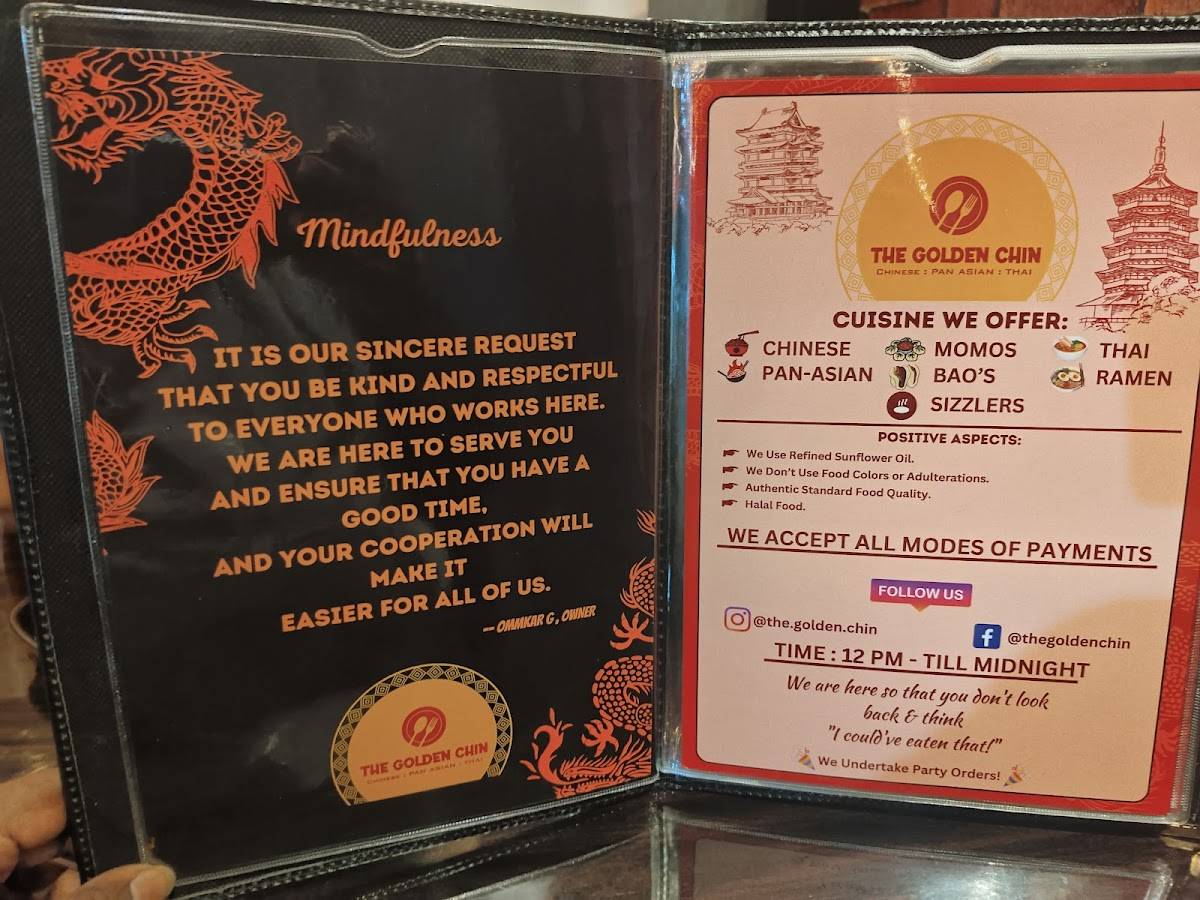 Mindfulness
IT IS OUR SINCERE REQUEST
THAT YOU BE KIND AND RESPECTFUL
TO EVERYONE WHO WORKS HERE.
WE ARE HERE TO SERVE YOU
AND ENSURE THAT YOU HAVE A
GOOD TIME,
AND YOUR COOPERATION WILL
MAKE IT
EASIER FOR ALL OF US.
-- OMMKAR G, OWNER
THE GOLDEN CHIN
CHINESE : PAN ASIAN : THAI
THE GOLDEN CHIN
CHINESE : PAN ASIAN : THAI
CUISINE WE OFFER:
CHINESE MOMOS THAI
PAN-ASIAN BAO'S RAMEN
SIZZLERS
POSITIVE ASPECTS:
We Use Refined Sunflower Oil.
We Don't Use Food Colors or Adulterations.
Authentic Standard Food Quality.
Halal Food.
WE ACCEPT ALL MODES OF PAYMENTS
FOLLOW US
@the.golden.chin
@thegoldenchin
TIME : 12 PM - TILL MIDNIGHT
We are here so that you don't look
back & think
"I could've eaten that!"
We Undertake Party Orders!